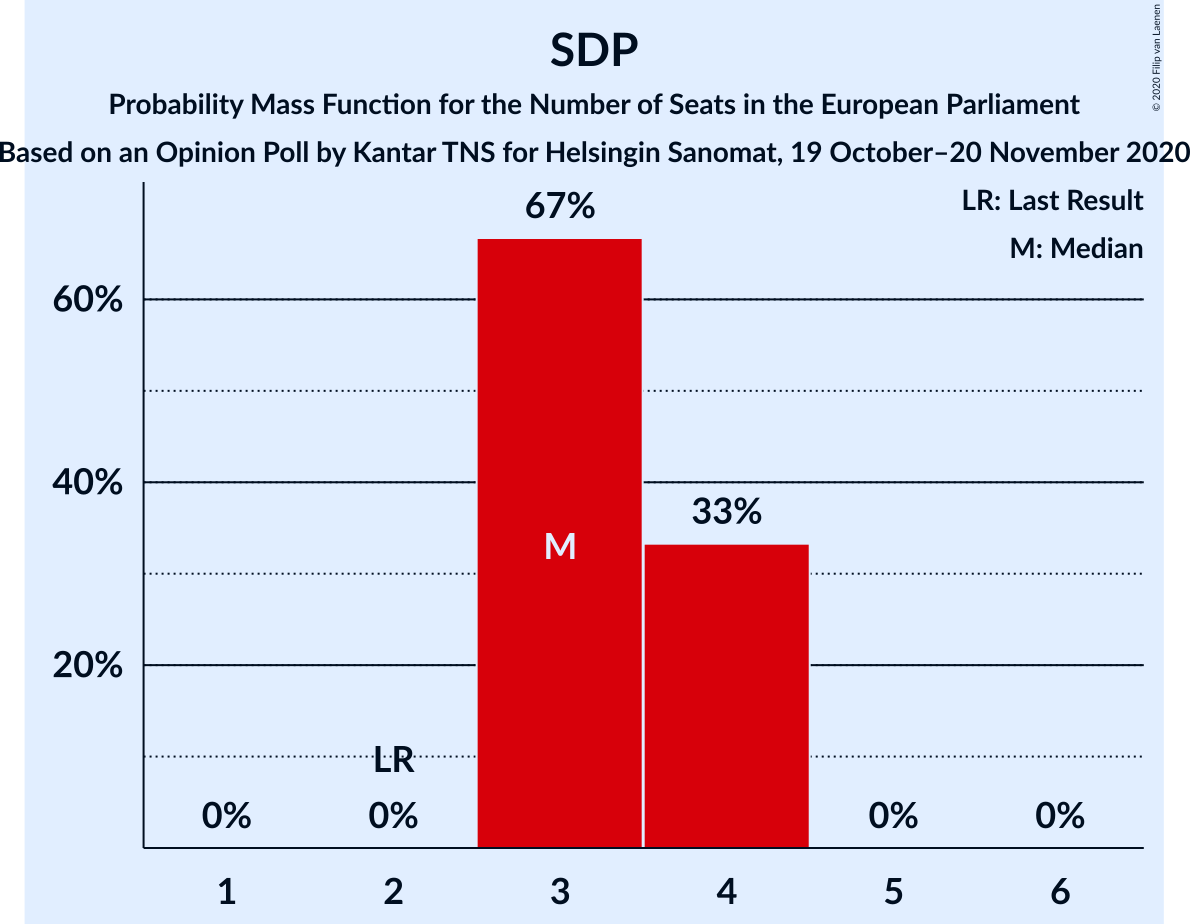 SDP
Probability Mass Function for the Number of Seats in the European Parliament
Based on an Opinion Poll by Kantar TNS for Helsingin Sanomat, 19 October–20 November 2020
© 2020 Filip van Laenen
LR: Last Result
M: Median
67%
60%
40%
33%
M
20%
LR
0% 0% 0% 0%
1 2 3 4 5 6